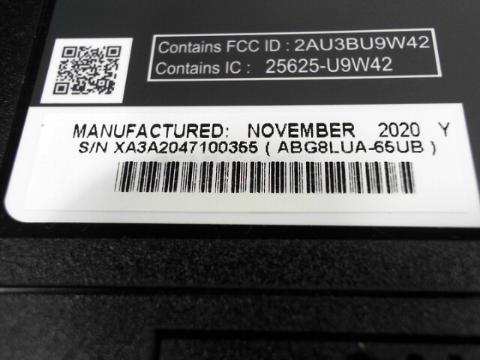 Contains FCC ID : 2AU3BU9W42
Contains IC : 25625-U9W42
MANUFACTURED: NOVEMBER 2020 Y
S/N XA3A2047100355 ( ABG8LUA-65UB )